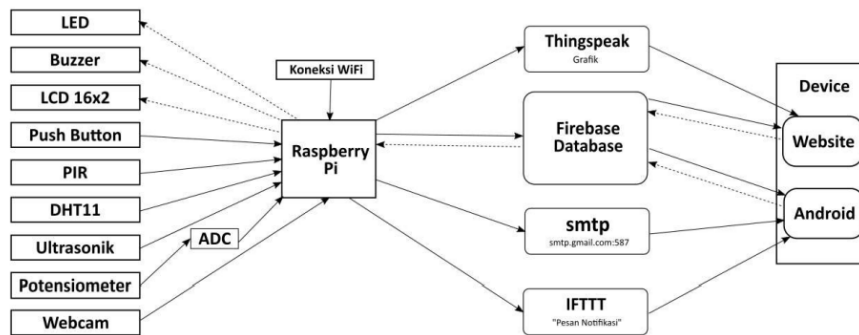 LED
Buzzer
LCD 16x2
Push Button
PIR
DHT11
Ultrasonik
Potensiometer
Webcam
ADC
Koneksi WiFi
Raspberry
Pi
Thingspeak
Grafik
Firebase
Database
smtp
smtp.gmail.com:587
IFTTT
"Pesan Notifikasi"
Device
Website
Android